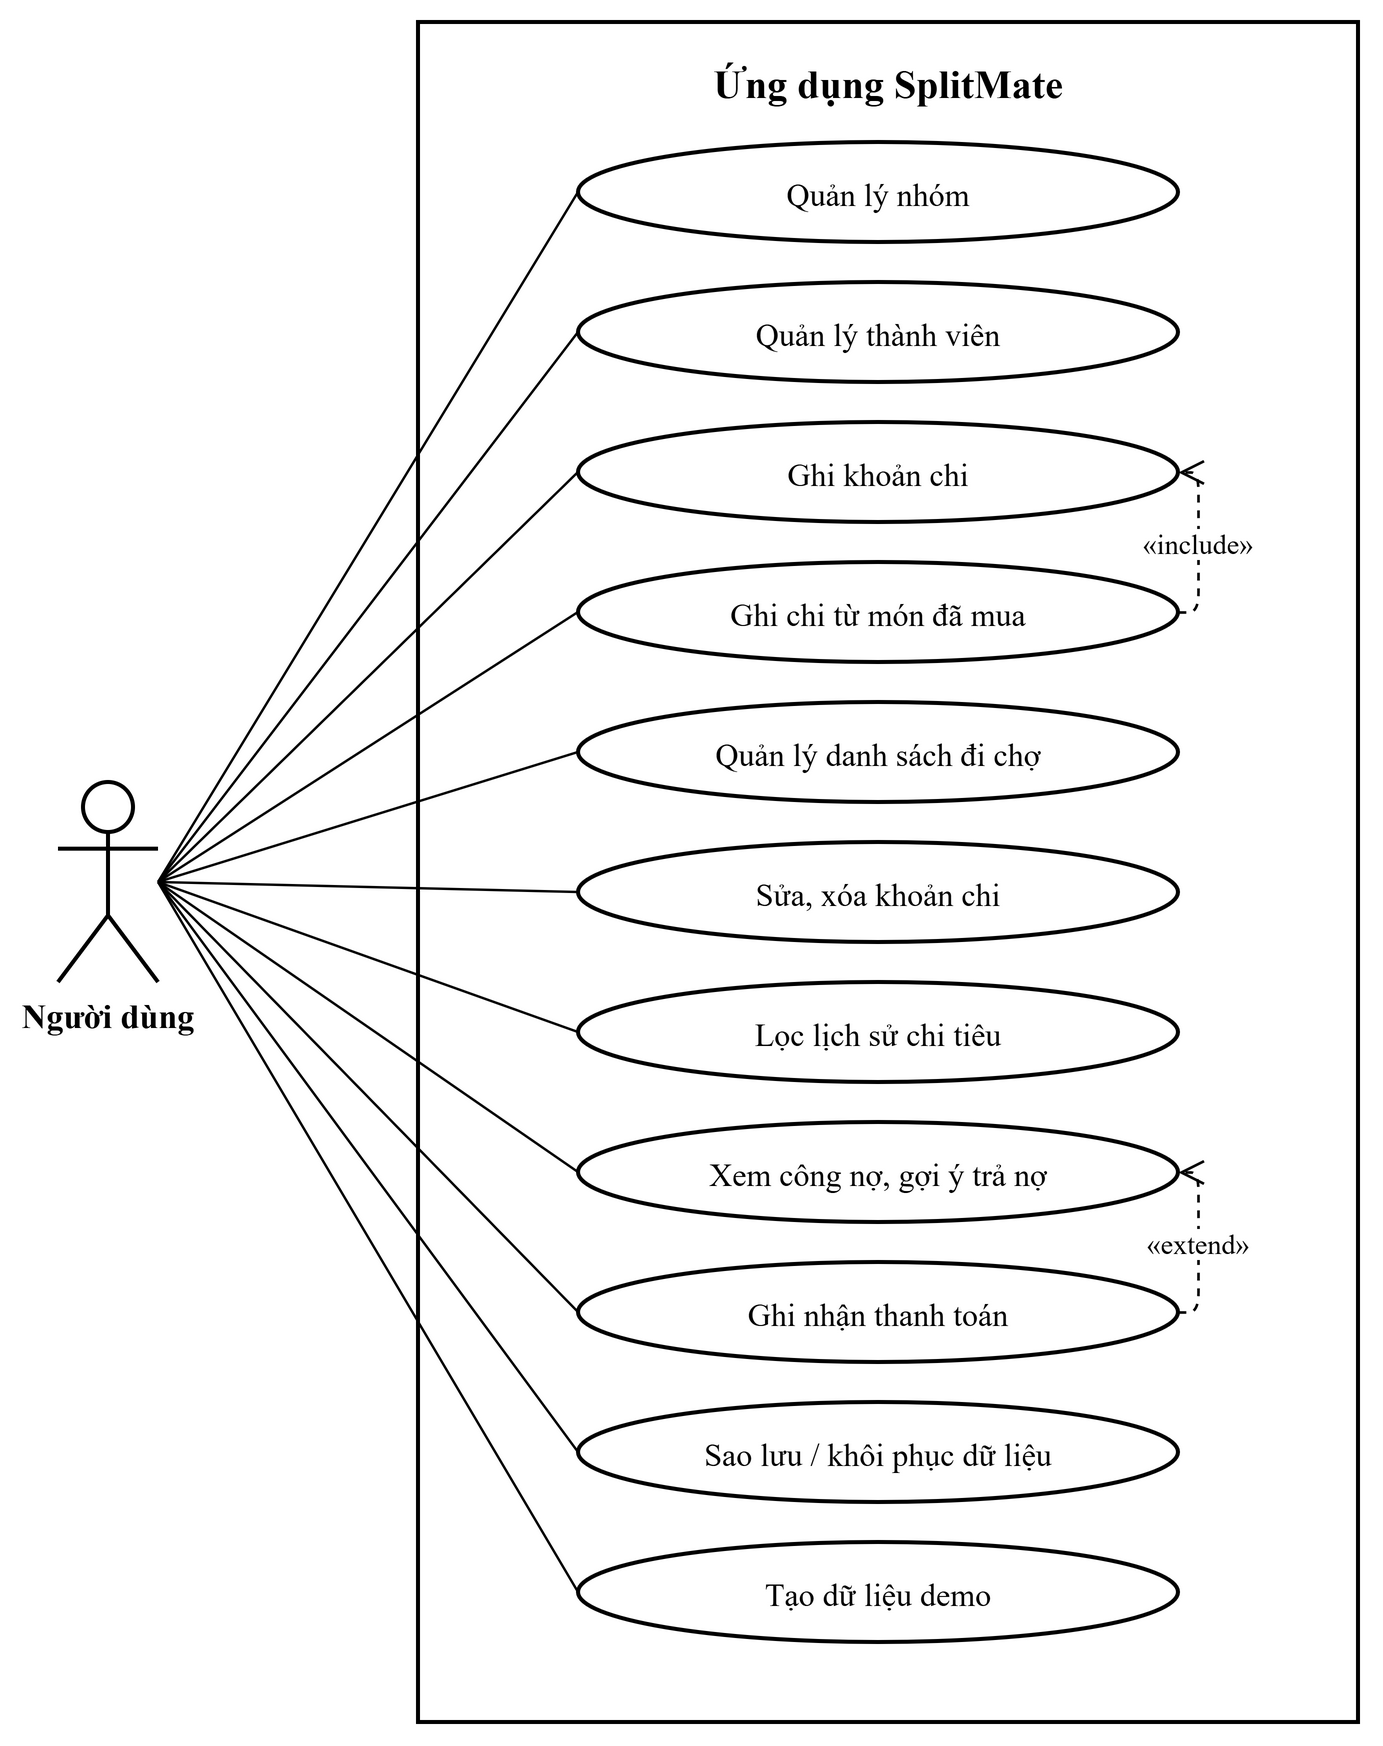 Ứng dụng SplitMate
Quản lý nhóm
Quản lý thành viên
Ghi khoản chi
«include»
Ghi chi từ món đã mua
Quản lý danh sách đi chợ
Sửa, xóa khoản chi
Người dùng
Lọc lịch sử chi tiêu
Xem công nợ, gợi ý trả nợ
«extend»
Ghi nhận thanh toán
Sao lưu / khôi phục dữ liệu
Tạo dữ liệu demo